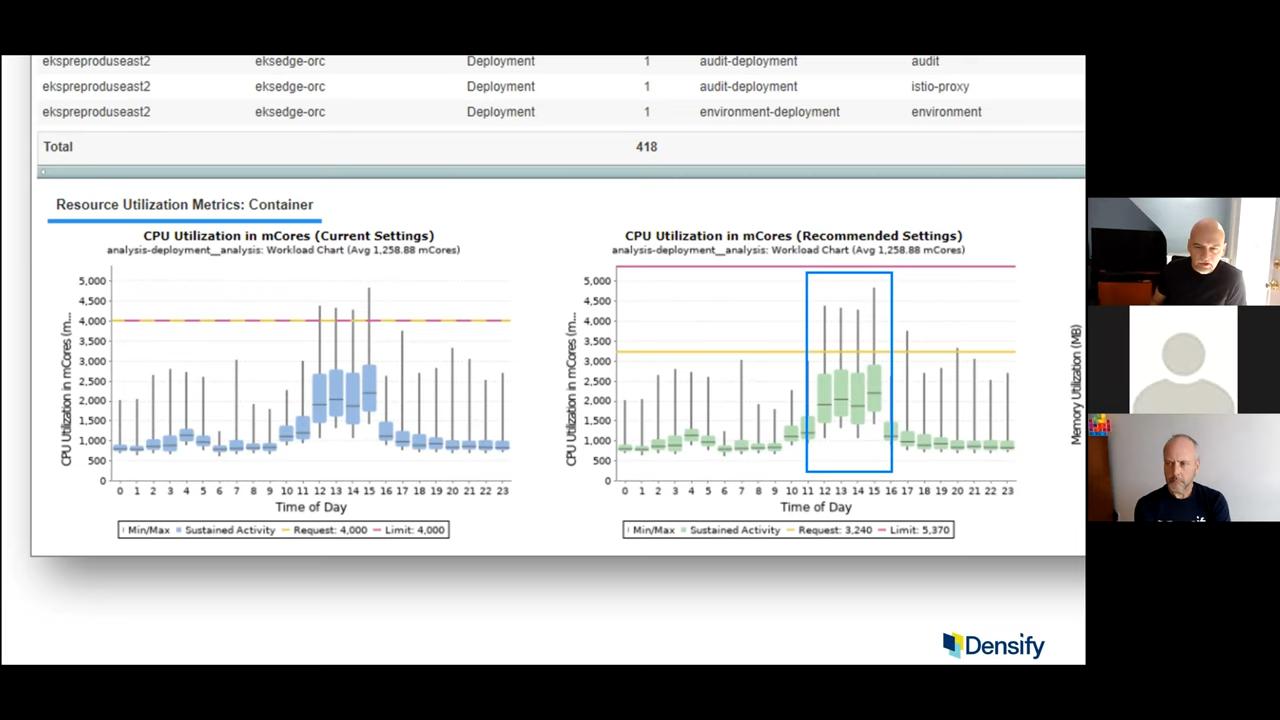 ekspreproduseast2 eksedge-orc Deployment 1 audit-deployment audit
ekspreproduseast2 eksedge-orc Deployment 1 audit-deployment istio-proxy
ekspreproduseast2 eksedge-orc Deployment 1 environment-deployment environment
Total 418
Resource Utilization Metrics: Container
CPU Utilization in mCores (Current Settings)
analysis-deployment__analysis: Workload Chart (Avg 1,258.88 mCores)
CPU Utilization in mCores (m...
5,000
4,500
4,000
3,500
3,000
2,500
2,000
1,500
1,000
500
0
0 1 2 3 4 5 6 7 8 9 10 11 12 13 14 15 16 17 18 19 20 21 22 23
Time of Day
Min/Max Sustained Activity Request: 4,000 Limit: 4,000
CPU Utilization in mCores (Recommended Settings)
analysis-deployment__analysis: Workload Chart (Avg 1,258.88 mCores)
CPU Utilization in mCores (m...
5,000
4,500
4,000
3,500
3,000
2,500
2,000
1,500
1,000
500
0
0 1 2 3 4 5 6 7 8 9 10 11 12 13 14 15 16 17 18 19 20 21 22 23
Time of Day
Min/Max Sustained Activity Request: 3,240 Limit: 5,370
Memory Utilization (MB)
Densify